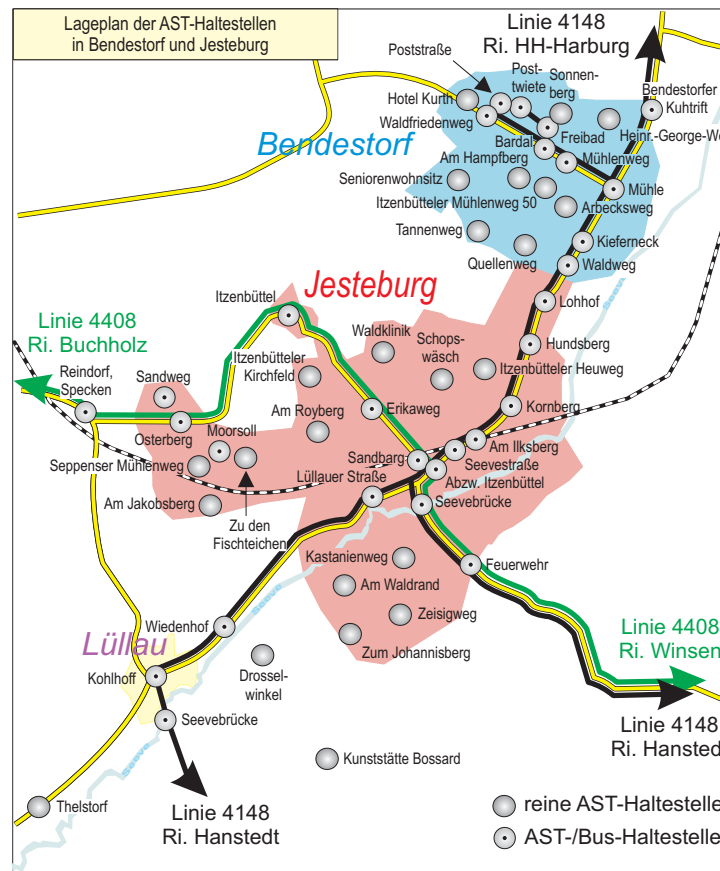 Lageplan der AST-Haltestellen
in Bendestorf und Jesteburg
Linie 4148
Ri. HH-Harburg
Poststraße
Post-
twiete
Sonnen-
berg
Bendestorfer
Kuhtrift
Hotel Kurth
Waldfriedenweg
Freibad
Heinr.-George-We
Bendestorf
Bardal
Am Hampfberg
Mühlenweg
Seniorenwohnsitz
Mühle
Itzenbütteler Mühlenweg 50
Arbecksweg
Tannenweg
Kieferneck
Quellenweg
Waldweg
Seeve
Jesteburg
Itzenbüttel
Lohhof
Linie 4408
Ri. Buchholz
Waldklinik
Schops-
wäsch
Hundsberg
Reindorf,
Specken
Sandweg
Itzenbütteler
Kirchfeld
Itzenbütteler Heuweg
Am Royberg
Erikaweg
Kornberg
Osterberg
Moorsoll
Sandbarg
Am Ilksberg
Seppenser Mühlenweg
Lüllauer Straße
Seevestraße
Abzw. Itzenbüttel
Am Jakobsberg
Zu den
Fischteichen
Seevebrücke
Kastanienweg
Feuerwehr
Seeve
Am Waldrand
Wiedenhof
Zeisigweg
Lüllau
Zum Johannisberg
Linie 4408
Ri. Winsen
Kohlhoff
Drossel-
winkel
Seevebrücke
Linie 4148
Ri. Hanstedt
Seeve
Kunststätte Bossard
Thelstorf
Linie 4148
Ri. Hanstedt
reine AST-Haltestelle
AST-/Bus-Haltestelle